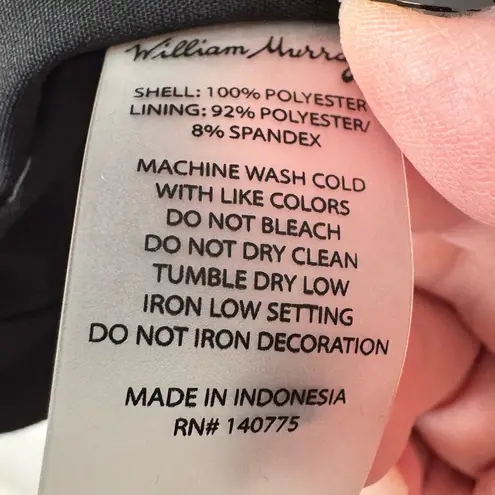 William Murray
SHELL: 100% POLYESTER
LINING: 92% POLYESTER/
8% SPANDEX
MACHINE WASH COLD
WITH LIKE COLORS
DO NOT BLEACH
DO NOT DRY CLEAN
TUMBLE DRY LOW
IRON LOW SETTING
DO NOT IRON DECORATION
MADE IN INDONESIA
RN# 140775